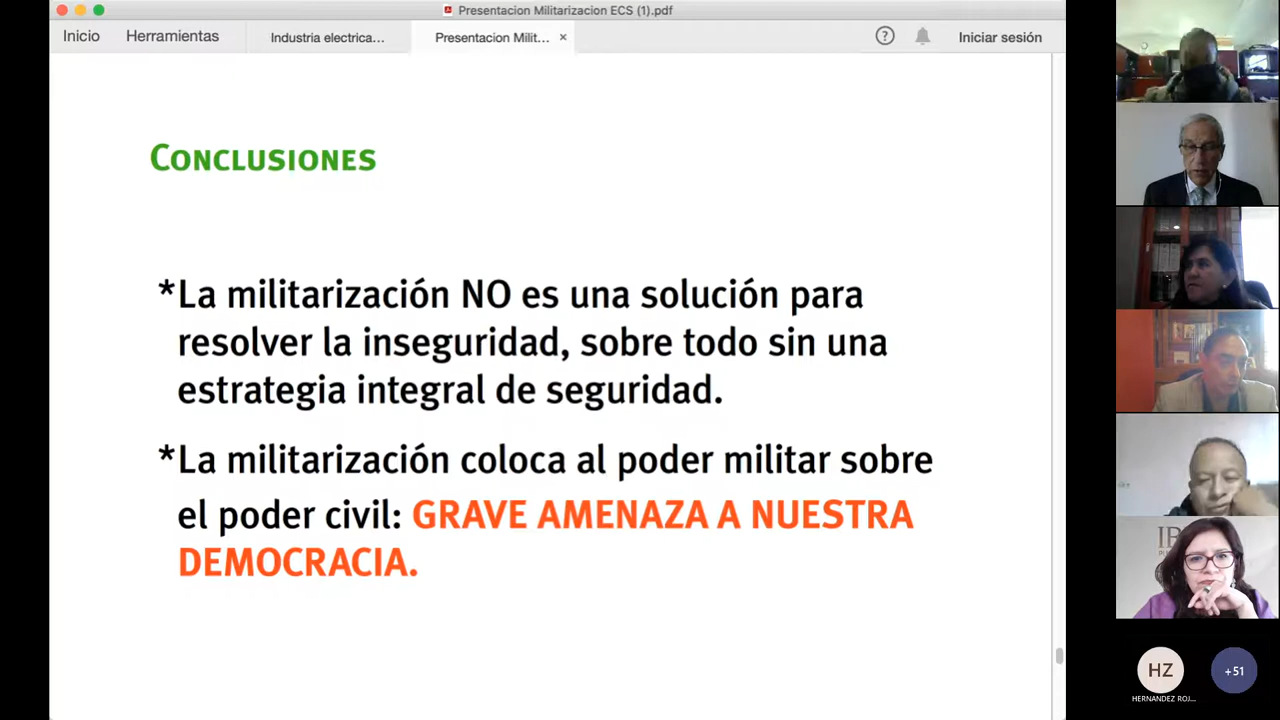 Presentacion Militarizacion ECS (1).pdf
Inicio
Herramientas
Industria electrica...
Presentacion Milit...
Iniciar sesión
CONCLUSIONES
*La militarización NO es una solución para
resolver la inseguridad, sobre todo sin una
estrategia integral de seguridad.
*La militarización coloca al poder militar sobre
el poder civil: GRAVE AMENAZA A NUESTRA
DEMOCRACIA.
HZ
+51
HERNANDEZ ROJ...